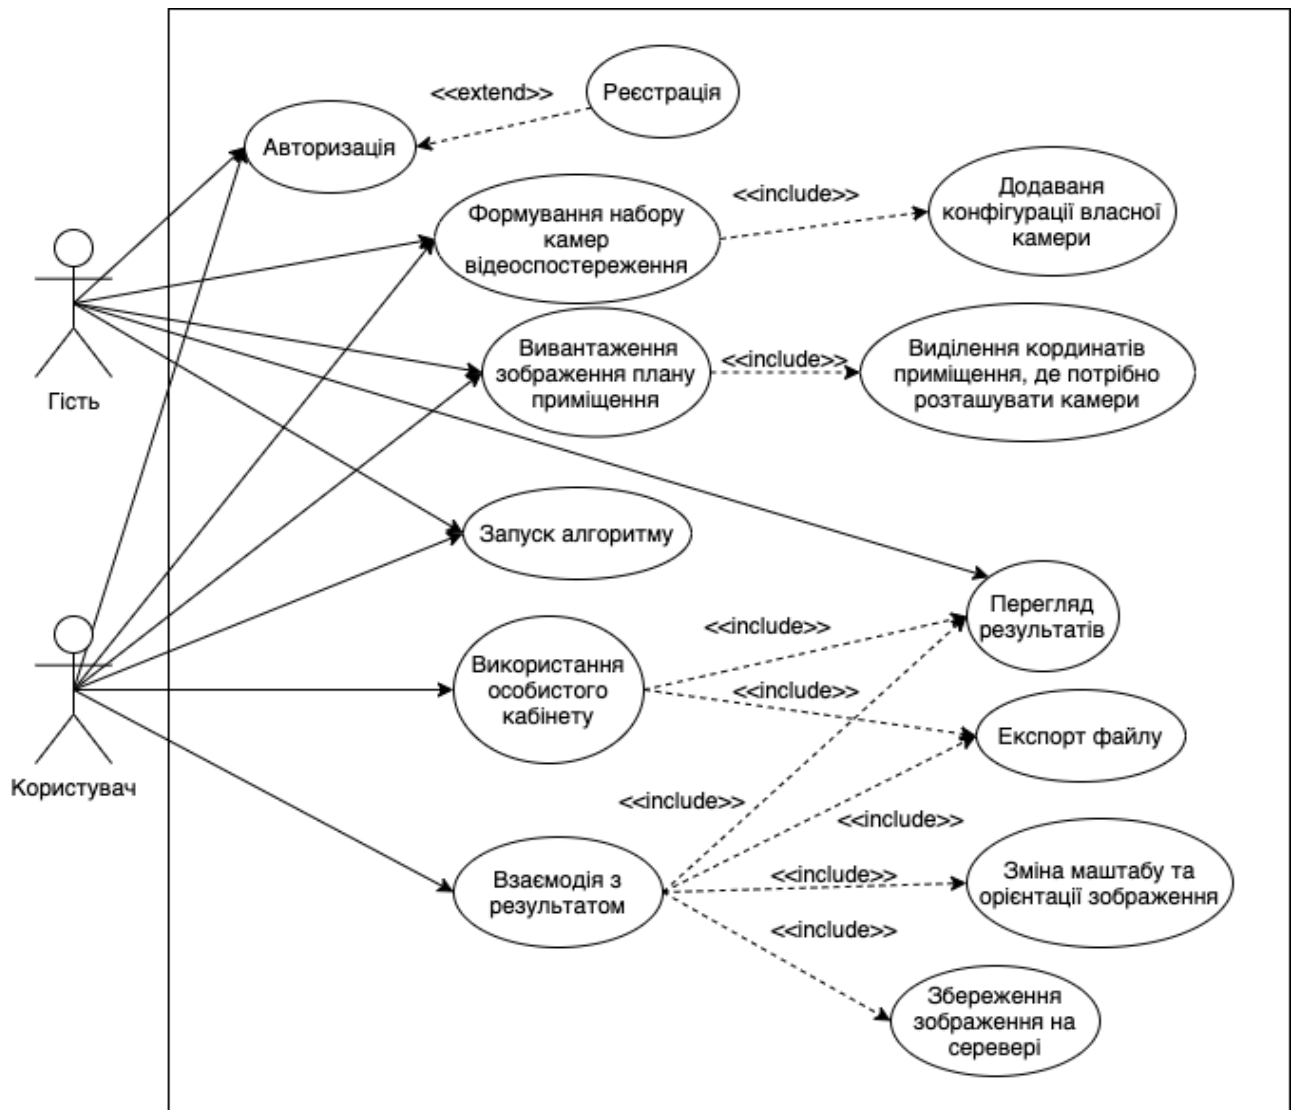 <<extend>>
Реєстрація
Авторизація
<<include>>
Додаваня
конфігурації власної
камери
Формування набору
камер
відеоспостереження
Гість
Вивантаження
зображення плану
приміщення
<<include>>
Виділення кординатів
приміщення, де потрібно
розташувати камери
Запуск алгоритму
Перегляд
результатів
<<include>>
Використання
особистого
кабінету
<<include>>
Експорт файлу
Користувач
<<include>>
<<include>>
Взаємодія з
результатом
<<include>>
Зміна маштабу та
орієнтації зображення
<<include>>
Збереження
зображення на
серевері